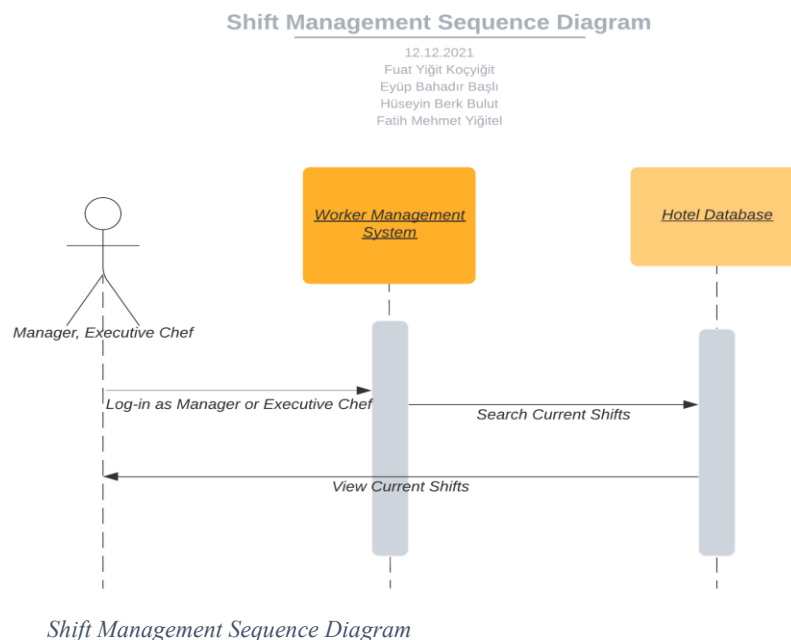 Shift Management Sequence Diagram
12.12.2021
Fuat Yiğit Koçyiğit
Eyüp Bahadır Başlı
Hüseyin Berk Bulut
Fatih Mehmet Yiğitel
Worker Management
System
Hotel Database
Manager, Executive Chef
Log-in as Manager or Executive Chef
Search Current Shifts
View Current Shifts
Shift Management Sequence Diagram